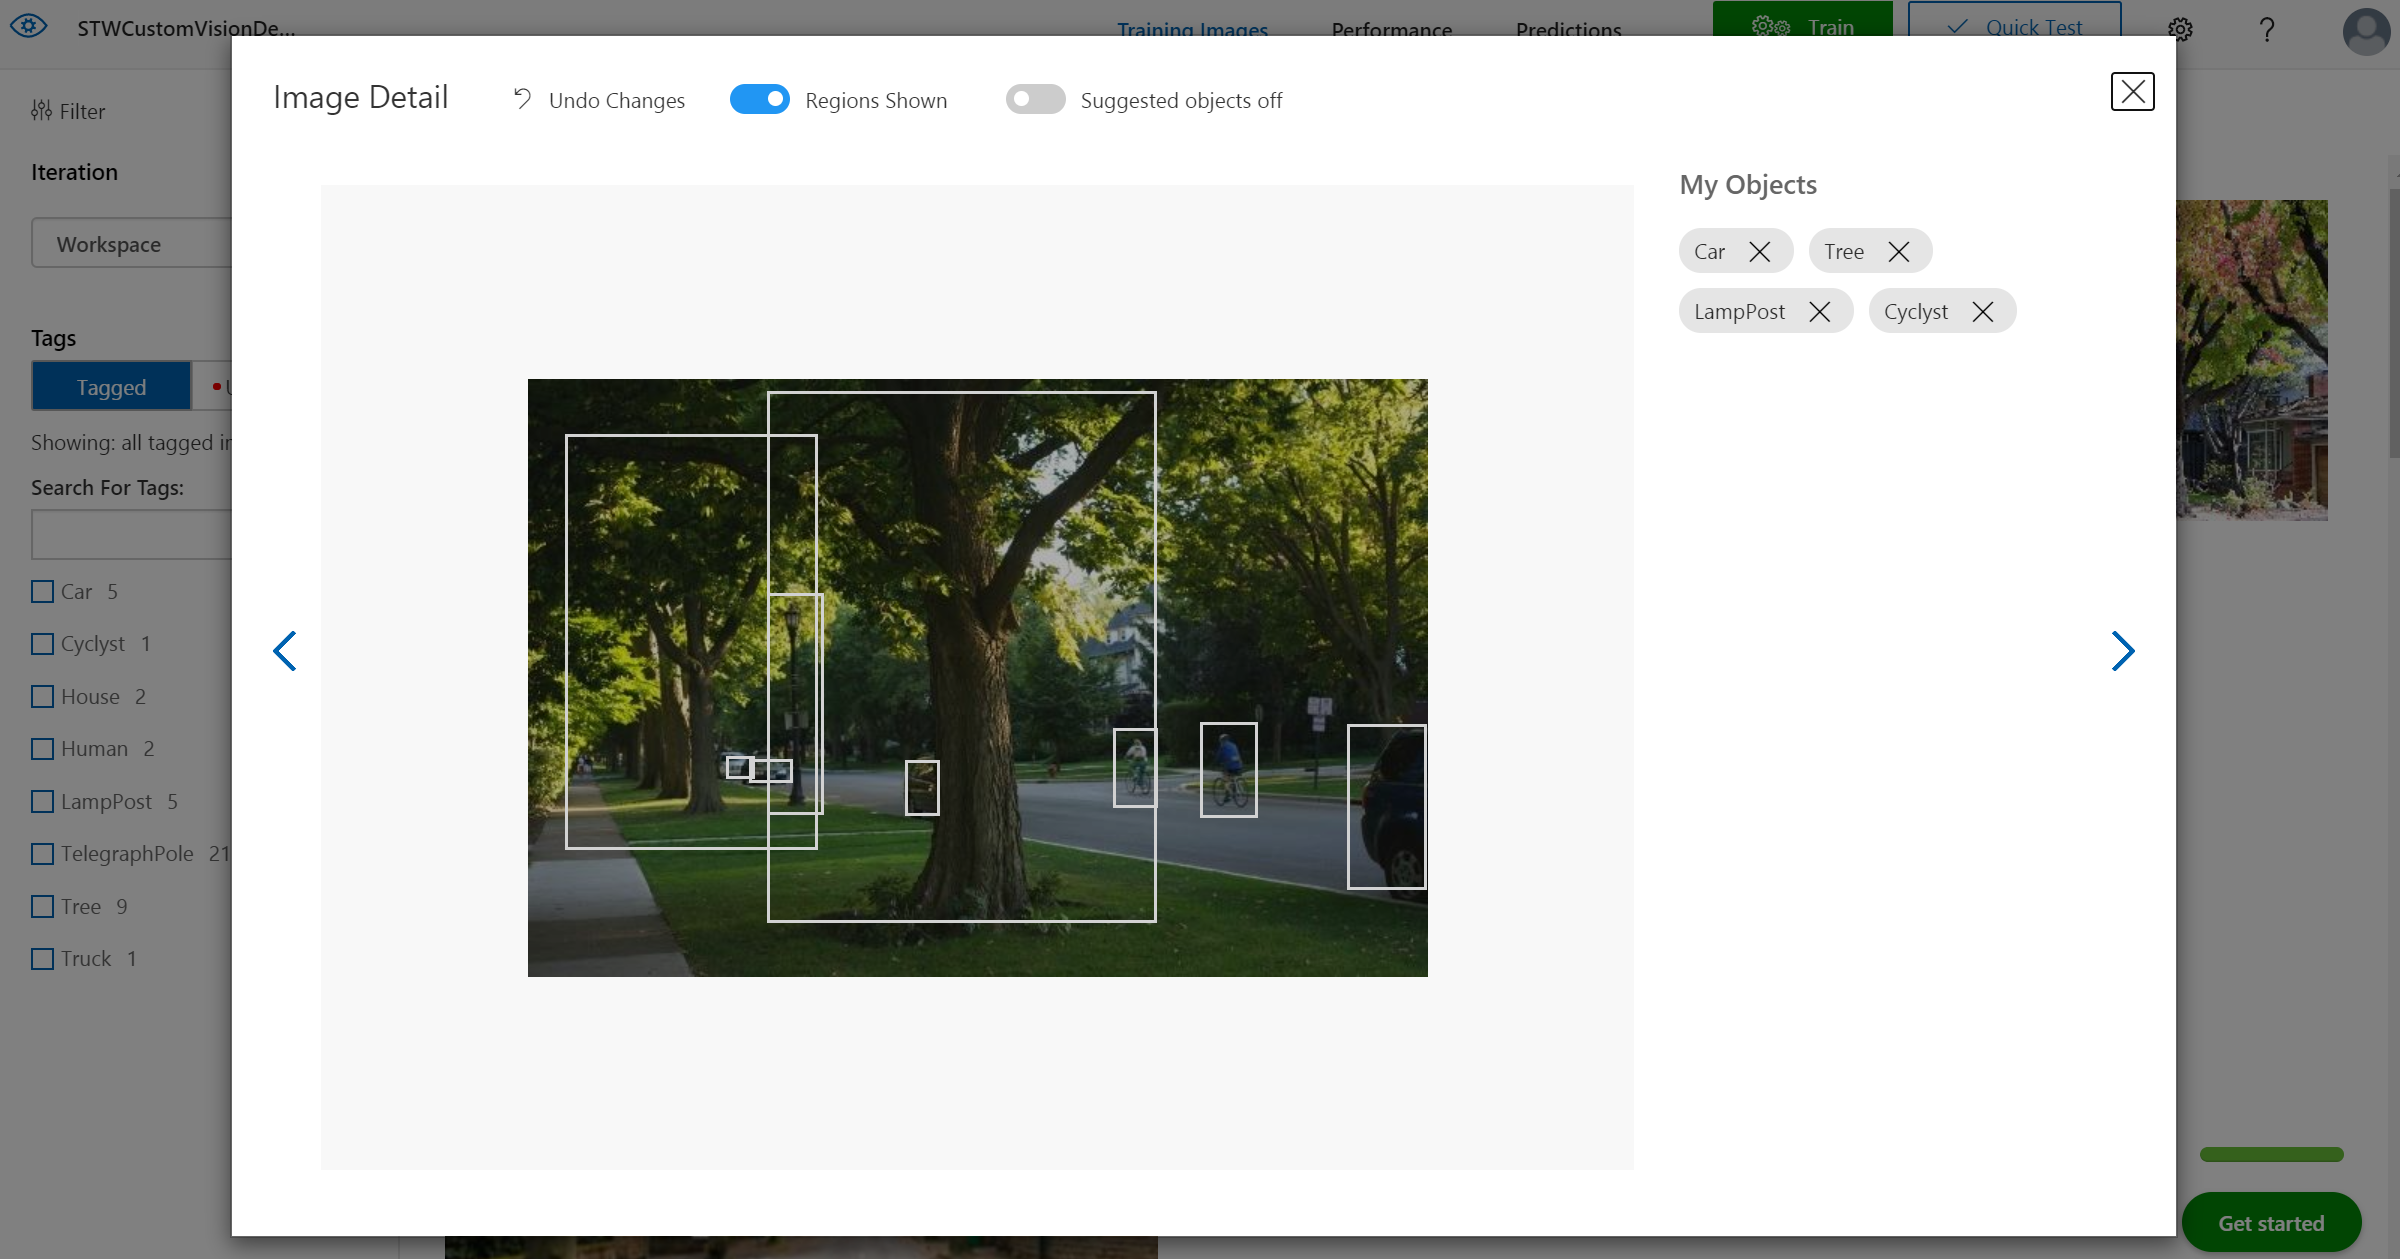 STWCustomVisionDe...
Training Images
Performance
Predictions
Train
Quick Test
?
Filter
Iteration
Workspace
Tags
Tagged
Showing: all tagged
Search For Tags:
Car 5
Cyclyst 1
House 2
Human 2
LampPost 5
TelegraphPole 21
Tree 9
Truck 1
Image Detail
Undo Changes
Regions Shown
Suggested objects off
My Objects
Car
Tree
LampPost
Cyclyst
Get started